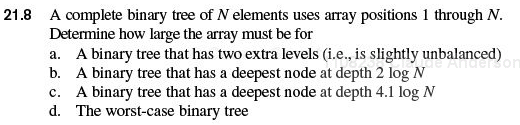 21.8 A complete binary tree of N elements uses array positions 1 through N.
Determine how large the array must be for
a. A binary tree that has two extra levels (i.e., is slightly unbalanced)
b. A binary tree that has a deepest node at depth 2 log N
c. A binary tree that has a deepest node at depth 4.1 log N
d. The worst-case binary tree